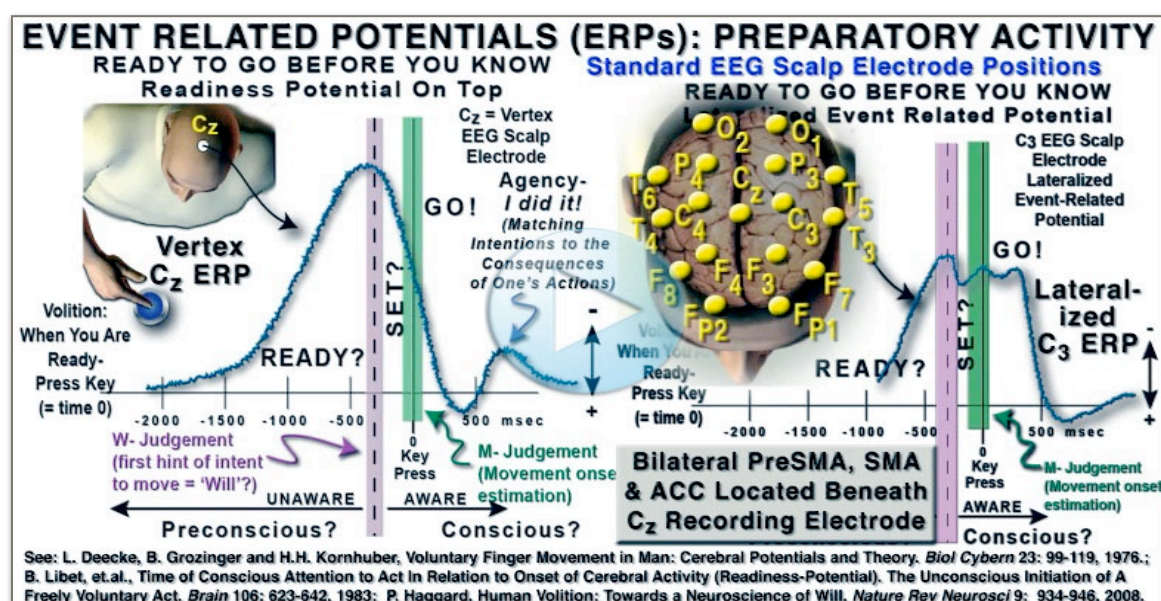 EVENT RELATED POTENTIALS (ERPs): PREPARATORY ACTIVITY
READY TO GO BEFORE YOU KNOW
Readiness Potential On Top
Cz
Cz = Vertex
EEG Scalp
Electrode
Agency-
I did it!
(Matching
Intentions to the
Consequences
of One's Actions)
GO!
SET?
READY?
Vertex
Cz ERP
Volition:
When You Are
Ready-
Press Key
(= time 0)
-
+
-2000 -1500 -1000 -500 500 msec
0
Key
Press
W- Judgement
(first hint of intent
to move = 'Will'?)
M- Judgement
(Movement onse
estimation)
UNAWARE AWARE
Preconscious? Conscious?
Standard EEG Scalp Electrode Positions
READY TO GO BEFORE YOU KNOW
Event Related Potential
O2 O1
P4 P3
T6 Cz T5
T4 C4 C3 T3
F8 F4 F3 F7
FP2 FP1
C3 EEG Scalp
Electrode
Lateralized
Event-Related
Potential
GO!
SET?
READY?
Lateral-
ized
C3 ERP
When You
Ready-
Press Key
(= time 0)
-
+
-2000 -1500 -1000 -500 500 msec
0
Key
Press
M- Judgement
(Movement onset
estimation)
Bilateral PreSMA, SMA
& ACC Located Beneath
Cz Recording Electrode
AWARE
Conscious?
See: L. Deecke, B. Grozinger and H.H. Kornhuber, Voluntary Finger Movement in Man: Cerebral Potentials and Theory. Biol Cybern 23: 99-119, 1976.;
B. Libet, et.al., Time of Conscious Attention to Act In Relation to Onset of Cerebral Activity (Readiness-Potential). The Unconscious Initiation of A
Freely Voluntary Act. Brain 106: 623-642, 1983; P. Haggard, Human Volition: Towards a Neuroscience of Will. Nature Rev Neurosci 9: 934-946, 2008.